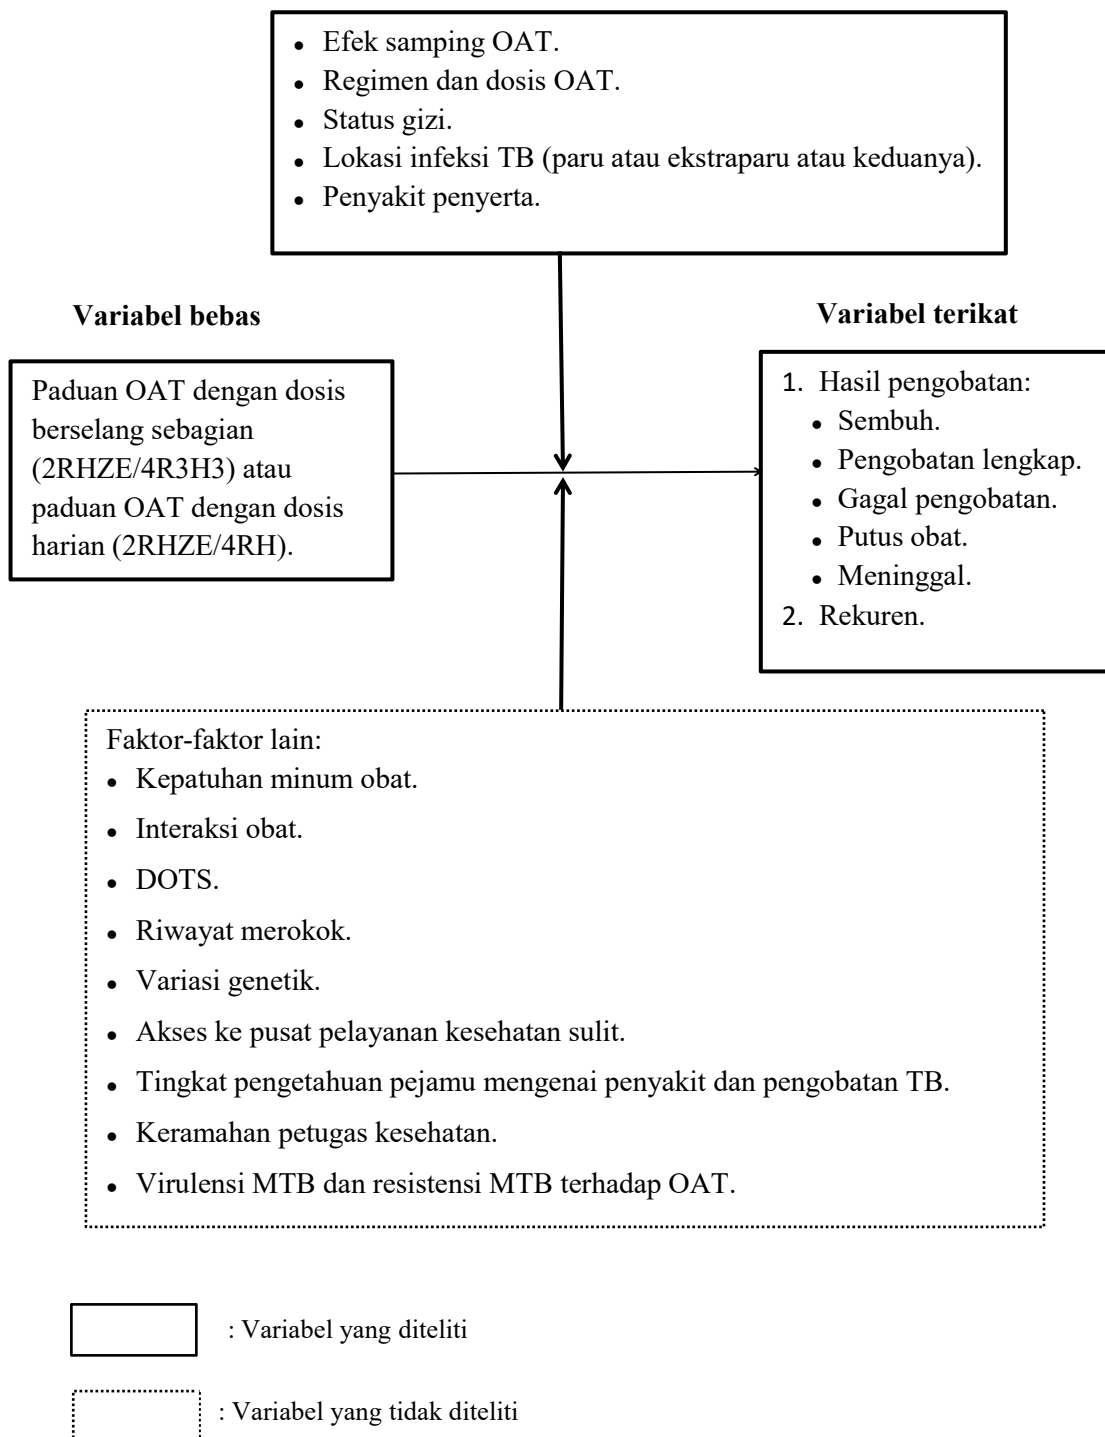 • Efek samping OAT.
• Regimen dan dosis OAT.
• Status gizi.
• Lokasi infeksi TB (paru atau ekstraparu atau keduanya).
• Penyakit penyerta.
Variabel bebas
Variabel terikat
Paduan OAT dengan dosis
berselang sebagian
(2RHZE/4R3H3) atau
paduan OAT dengan dosis
harian (2RHZE/4RH).
1. Hasil pengobatan:
• Sembuh.
• Pengobatan lengkap.
• Gagal pengobatan.
• Putus obat.
• Meninggal.
2. Rekuren.
Faktor-faktor lain:
• Kepatuhan minum obat.
• Interaksi obat.
• DOTS.
• Riwayat merokok.
• Variasi genetik.
• Akses ke pusat pelayanan kesehatan sulit.
• Tingkat pengetahuan pejamu mengenai penyakit dan pengobatan TB.
• Keramahan petugas kesehatan.
• Virulensi MTB dan resistensi MTB terhadap OAT.
: Variabel yang diteliti
: Variabel yang tidak diteliti